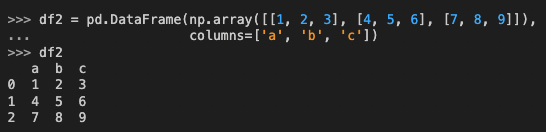 >>> df2 = pd.DataFrame(np.array([[1, 2, 3], [4, 5, 6], [7, 8, 9]]),
...                    columns=['a', 'b', 'c'])
>>> df2
   a  b  c
0  1  2  3
1  4  5  6
2  7  8  9